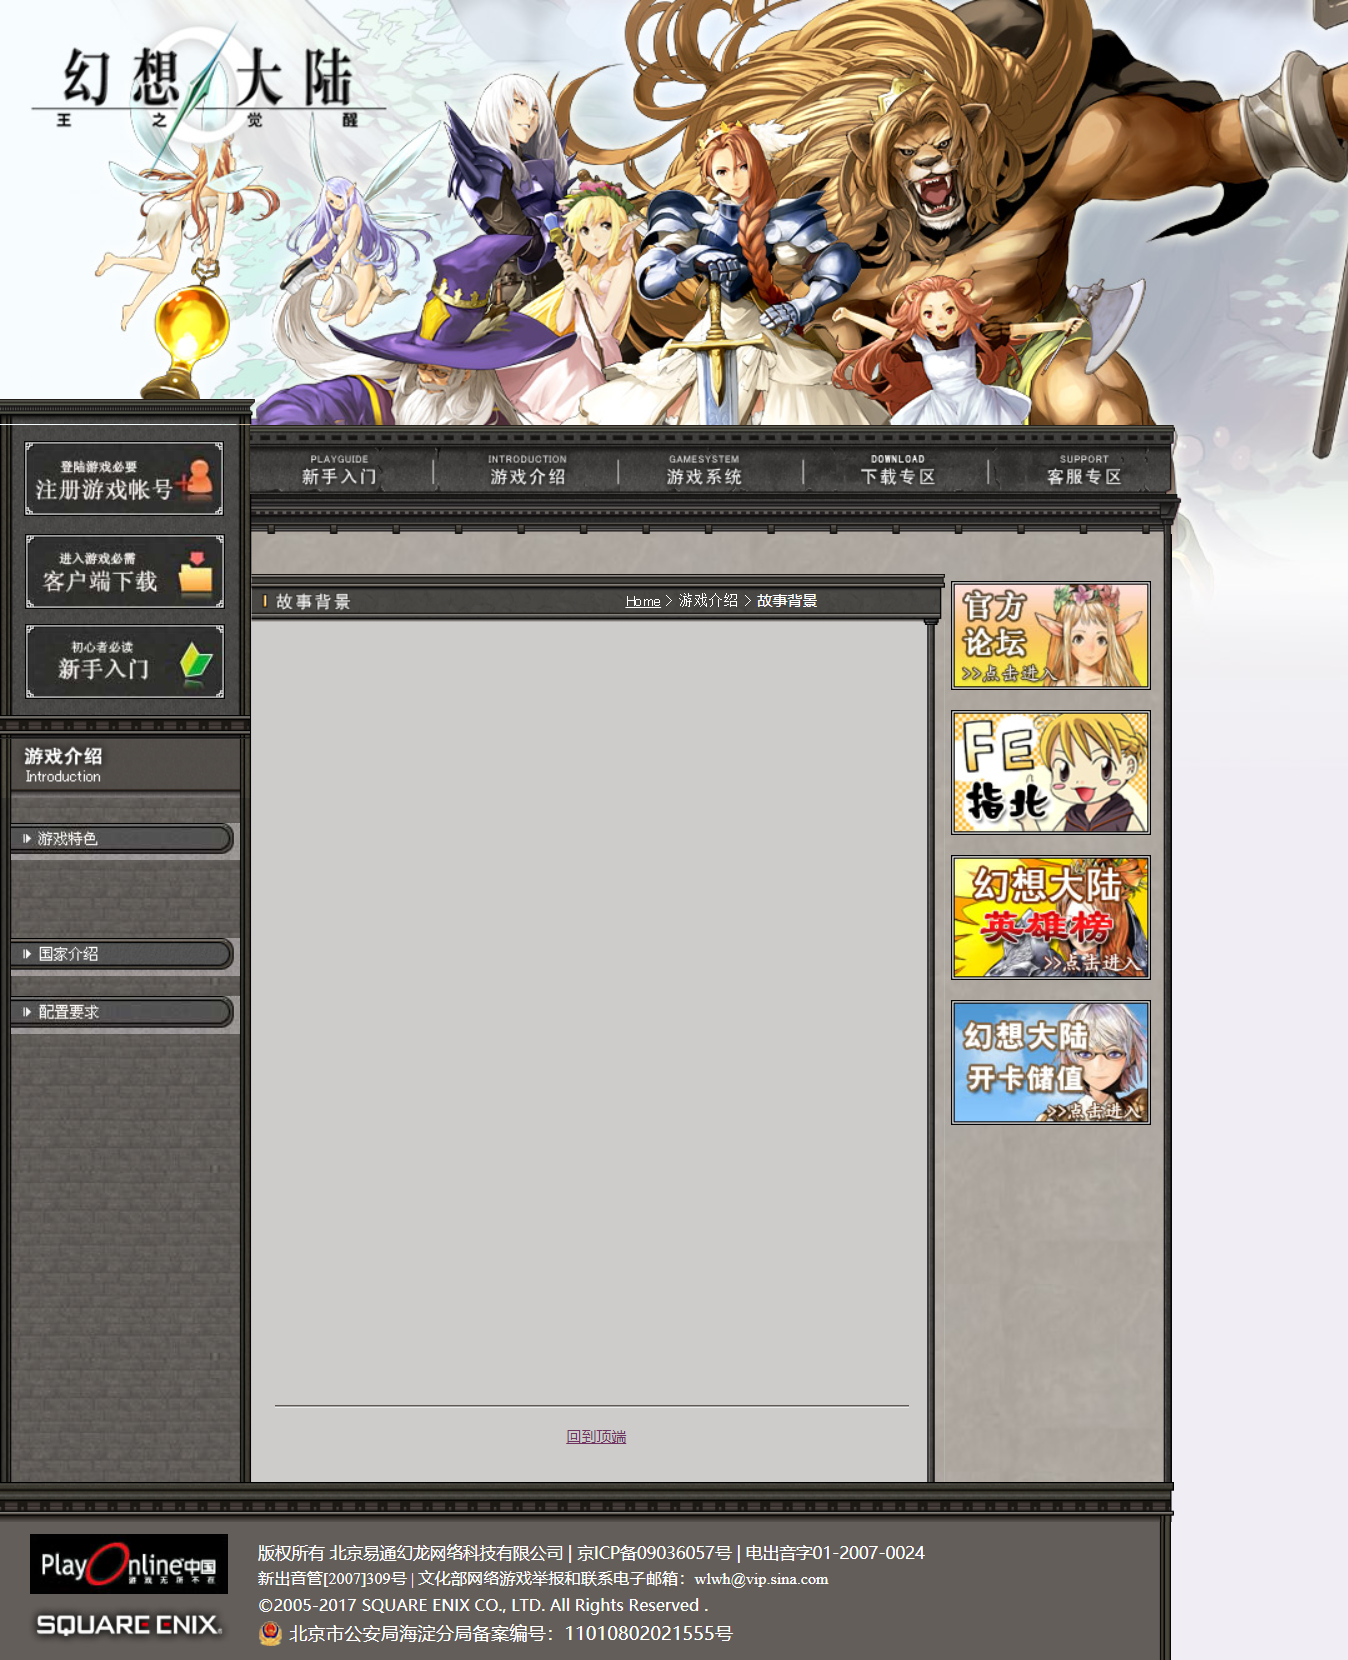 幻想大陆
王之觉醒
登陆游戏必要
注册游戏帐号
进入游戏必需
客户端下载
初心者必读
新手入门
PLAYGUIDE
新手入门
INTRODUCTION
游戏介绍
GAMESYSTEM
游戏系统
DOWNLOAD
下载专区
SUPPORT
客服专区
游戏介绍
Introduction
游戏特色
国家介绍
配置要求
故事背景
Home > 游戏介绍 > 故事背景
官方
论坛
>>点击进入
FE
指北
幻想大陆
英雄榜
>>点击进入
幻想大陆
开卡储值
>>点击进入
回到顶端
PlayOnline中国
游戏无所不在
SQUARE ENIX.
版权所有 北京易通幻龙网络科技有限公司 | 京ICP备09036057号 | 电出音字01-2007-0024
新出音管[2007]309号 | 文化部网络游戏举报和联系电子邮箱：wlwh@vip.sina.com
©2005-2017 SQUARE ENIX CO., LTD. All Rights Reserved .
北京市公安局海淀分局备案编号：11010802021555号